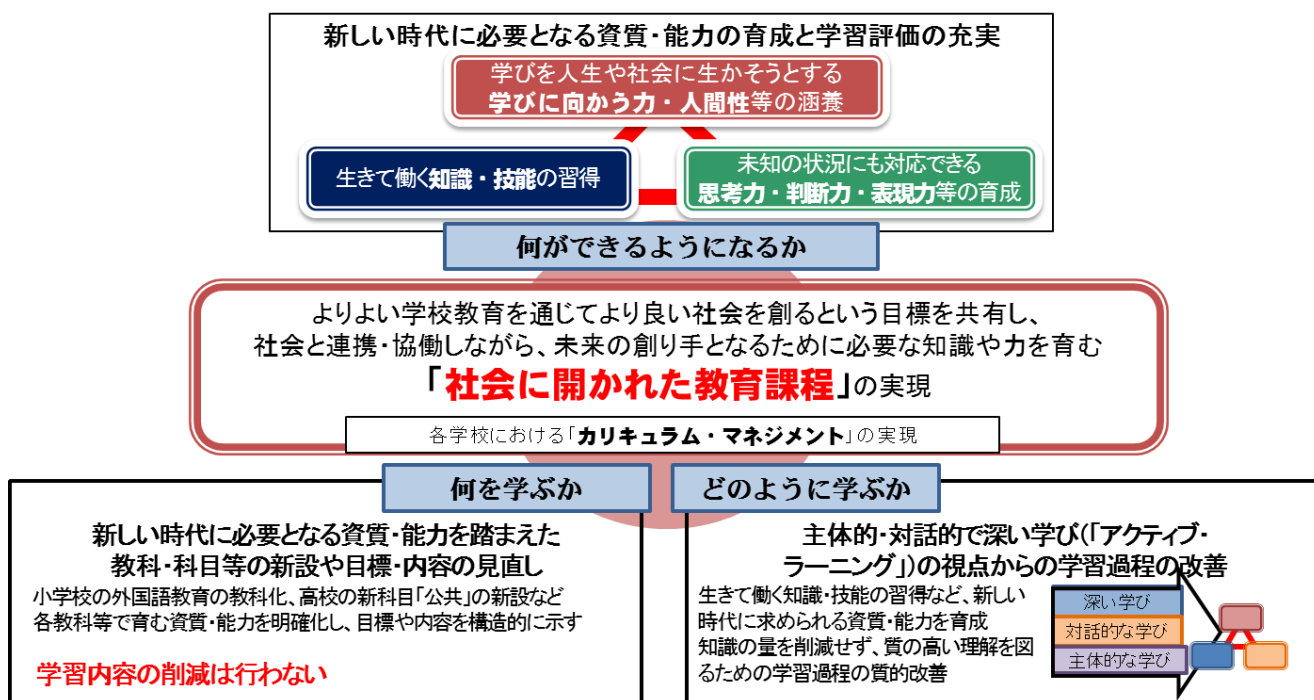 新しい時代に必要となる資質・能力の育成と学習評価の充実
学びを人生や社会に生かそうとする
学びに向かう力・人間性等の涵養
生きて働く知識・技能の習得
未知の状況にも対応できる
思考力・判断力・表現力等の育成
何ができるようになるか
よりよい学校教育を通じてより良い社会を創るという目標を共有し、
社会と連携・協働しながら、未来の創り手となるために必要な知識や力を育む
「社会に開かれた教育課程」の実現
各学校における「カリキュラム・マネジメント」の実現
何を学ぶか
新しい時代に必要となる資質・能力を踏まえた
教科・科目等の新設や目標・内容の見直し
小学校の外国語教育の教科化、高校の新科目「公共」の新設など
各教科等で育む資質・能力を明確化し、目標や内容を構造的に示す
学習内容の削減は行わない
どのように学ぶか
主体的・対話的で深い学び(「アクティブ・
ラーニング」)の視点からの学習過程の改善
生きて働く知識・技能の習得など、新しい
時代に求められる資質・能力を育成
知識の量を削減せず、質の高い理解を図
るための学習過程の質的改善
深い学び
対話的な学び
主体的な学び